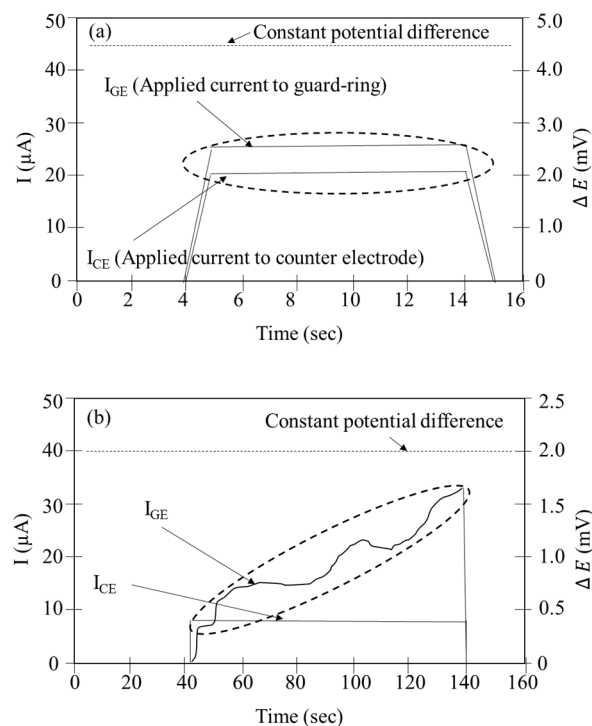 (a)
Constant potential difference
I_GE (Applied current to guard-ring)
I_CE (Applied current to counter electrode)
50
40
30
20
10
0
I (μA)
5.0
4.0
3.0
2.0
1.0
0
Δ E (mV)
0 2 4 6 8 10 12 14 16
Time (sec)
(b)
Constant potential difference
I_GE
I_CE
50
40
30
20
10
0
I (μA)
2.5
2.0
1.5
1.0
0.5
0
Δ E (mV)
0 20 40 60 80 100 120 140 160
Time (sec)